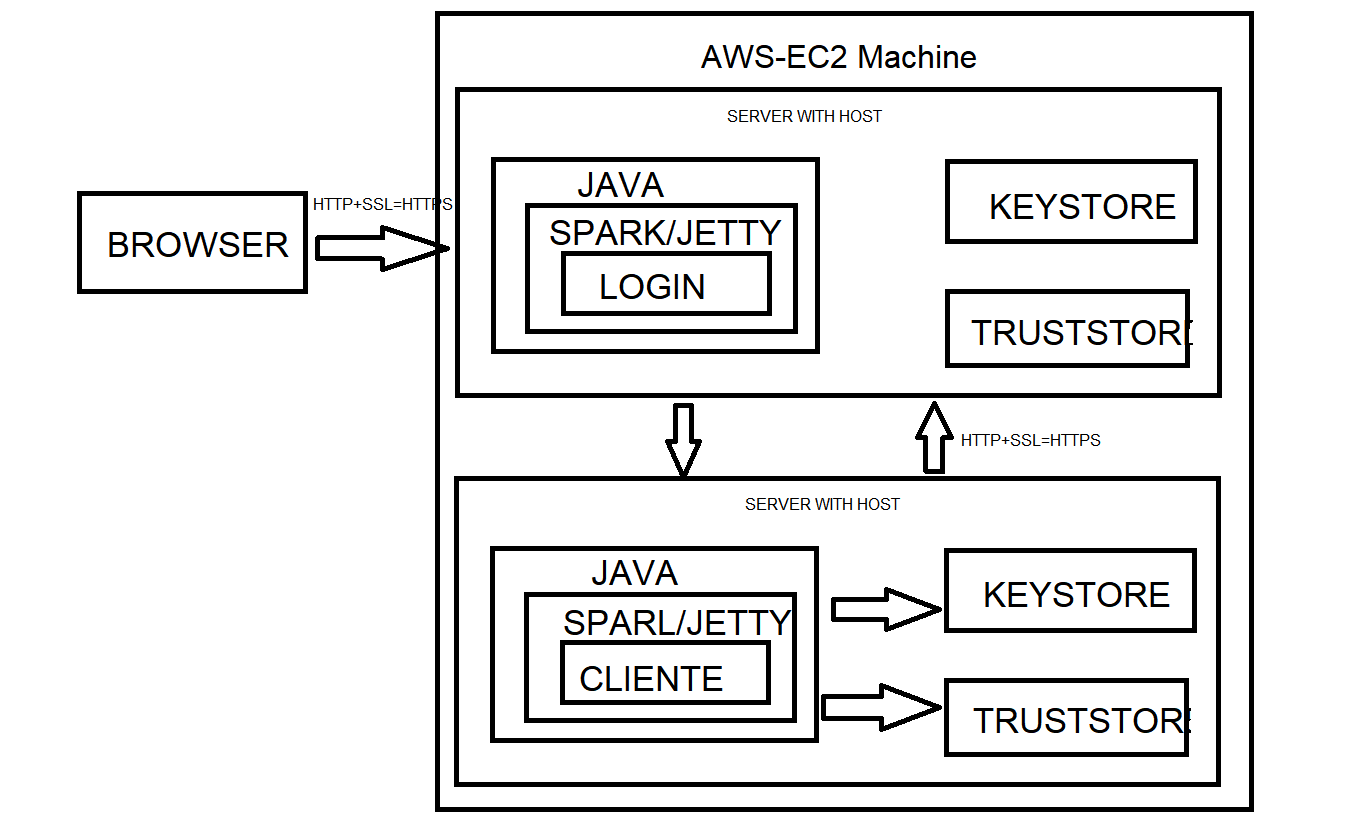 AWS-EC2 Machine
SERVER WITH HOST
JAVA
SPARK/JETTY
LOGIN
KEYSTORE
TRUSTSTORE
BROWSER
HTTP+SSL=HTTPS
HTTP+SSL=HTTPS
SERVER WITH HOST
JAVA
SPARL/JETTY
CLIENTE
KEYSTORE
TRUSTSTORE